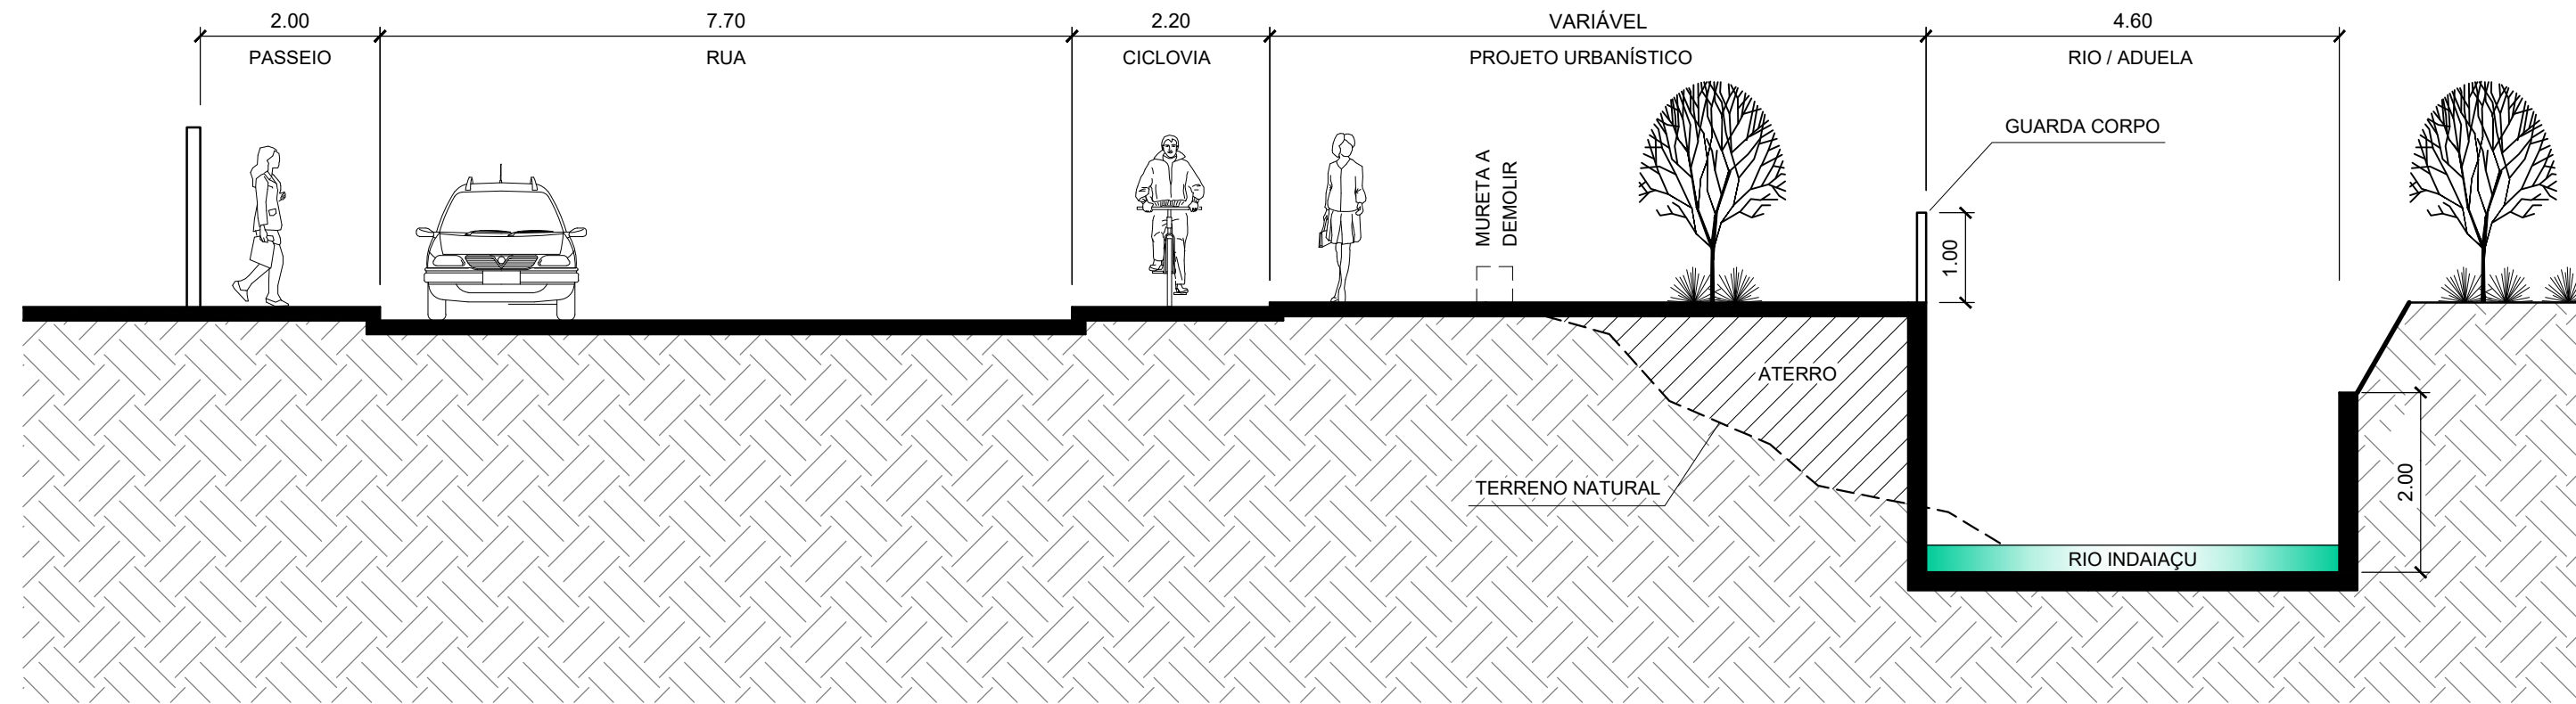 2.00
7.70
2.20
VARIÁVEL
4.60
PASSEIO
RUA
CICLOVIA
PROJETO URBANÍSTICO
RIO / ADUELA
GUARDA CORPO
MURETA A
DEMOLIR
1.00
ATERRO
TERRENO NATURAL
2.00
RIO INDAIAÇU